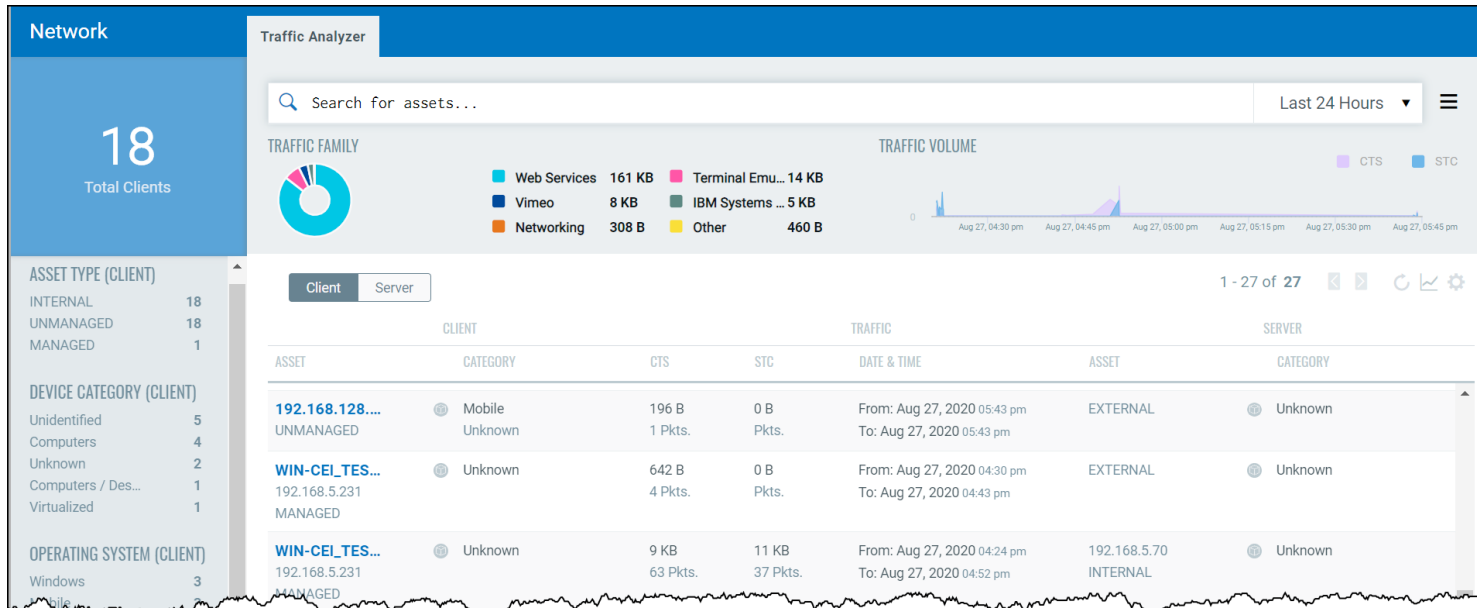 Network
Traffic Analyzer
18
Total Clients
Search for assets...
Last 24 Hours
TRAFFIC FAMILY
Web Services 161 KB
Terminal Emu... 14 KB
Vimeo 8 KB
IBM Systems ... 5 KB
Networking 308 B
Other 460 B
TRAFFIC VOLUME
CTS STC
0
Aug 27, 04:30 pm Aug 27, 04:45 pm Aug 27, 05:00 pm Aug 27, 05:15 pm Aug 27, 05:30 pm Aug 27, 05:45 pm
ASSET TYPE (CLIENT)
INTERNAL 18
UNMANAGED 18
MANAGED 1
DEVICE CATEGORY (CLIENT)
Unidentified 5
Computers 4
Unknown 2
Computers / Des... 1
Virtualized 1
OPERATING SYSTEM (CLIENT)
Windows 3
Client Server
1 - 27 of 27
CLIENT TRAFFIC SERVER
ASSET CATEGORY CTS STC DATE & TIME ASSET CATEGORY
192.168.128.... Mobile 196 B 0 B From: Aug 27, 2020 05:43 pm EXTERNAL Unknown
UNMANAGED Unknown 1 Pkts. Pkts. To: Aug 27, 2020 05:43 pm
WIN-CEI_TES... Unknown 642 B 0 B From: Aug 27, 2020 04:30 pm EXTERNAL Unknown
192.168.5.231 4 Pkts. Pkts. To: Aug 27, 2020 04:43 pm
MANAGED
WIN-CEI_TES... Unknown 9 KB 11 KB From: Aug 27, 2020 04:24 pm 192.168.5.70 Unknown
192.168.5.231 63 Pkts. 37 Pkts. To: Aug 27, 2020 04:52 pm INTERNAL
MANAGED